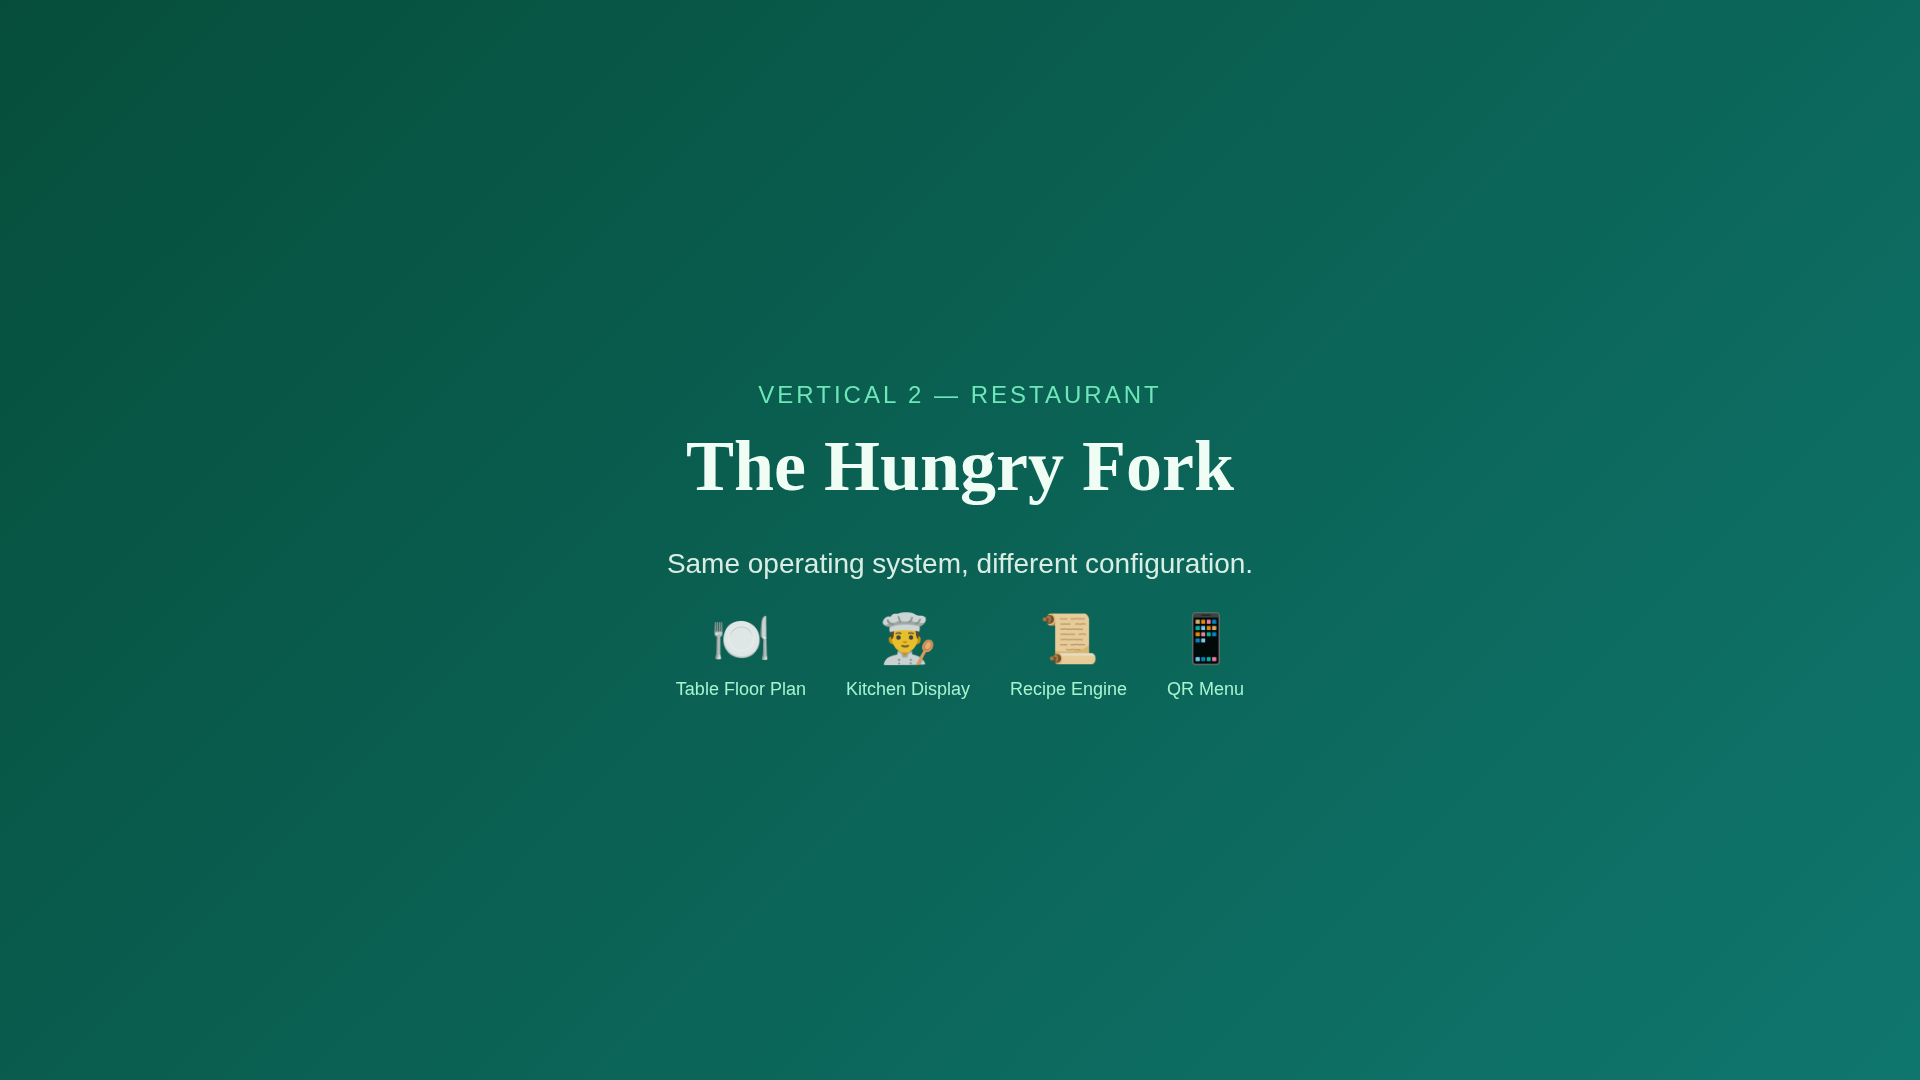 VERTICAL 2 — RESTAURANT
The Hungry Fork
Same operating system, different configuration.
Table Floor Plan
Kitchen Display
Recipe Engine
QR Menu